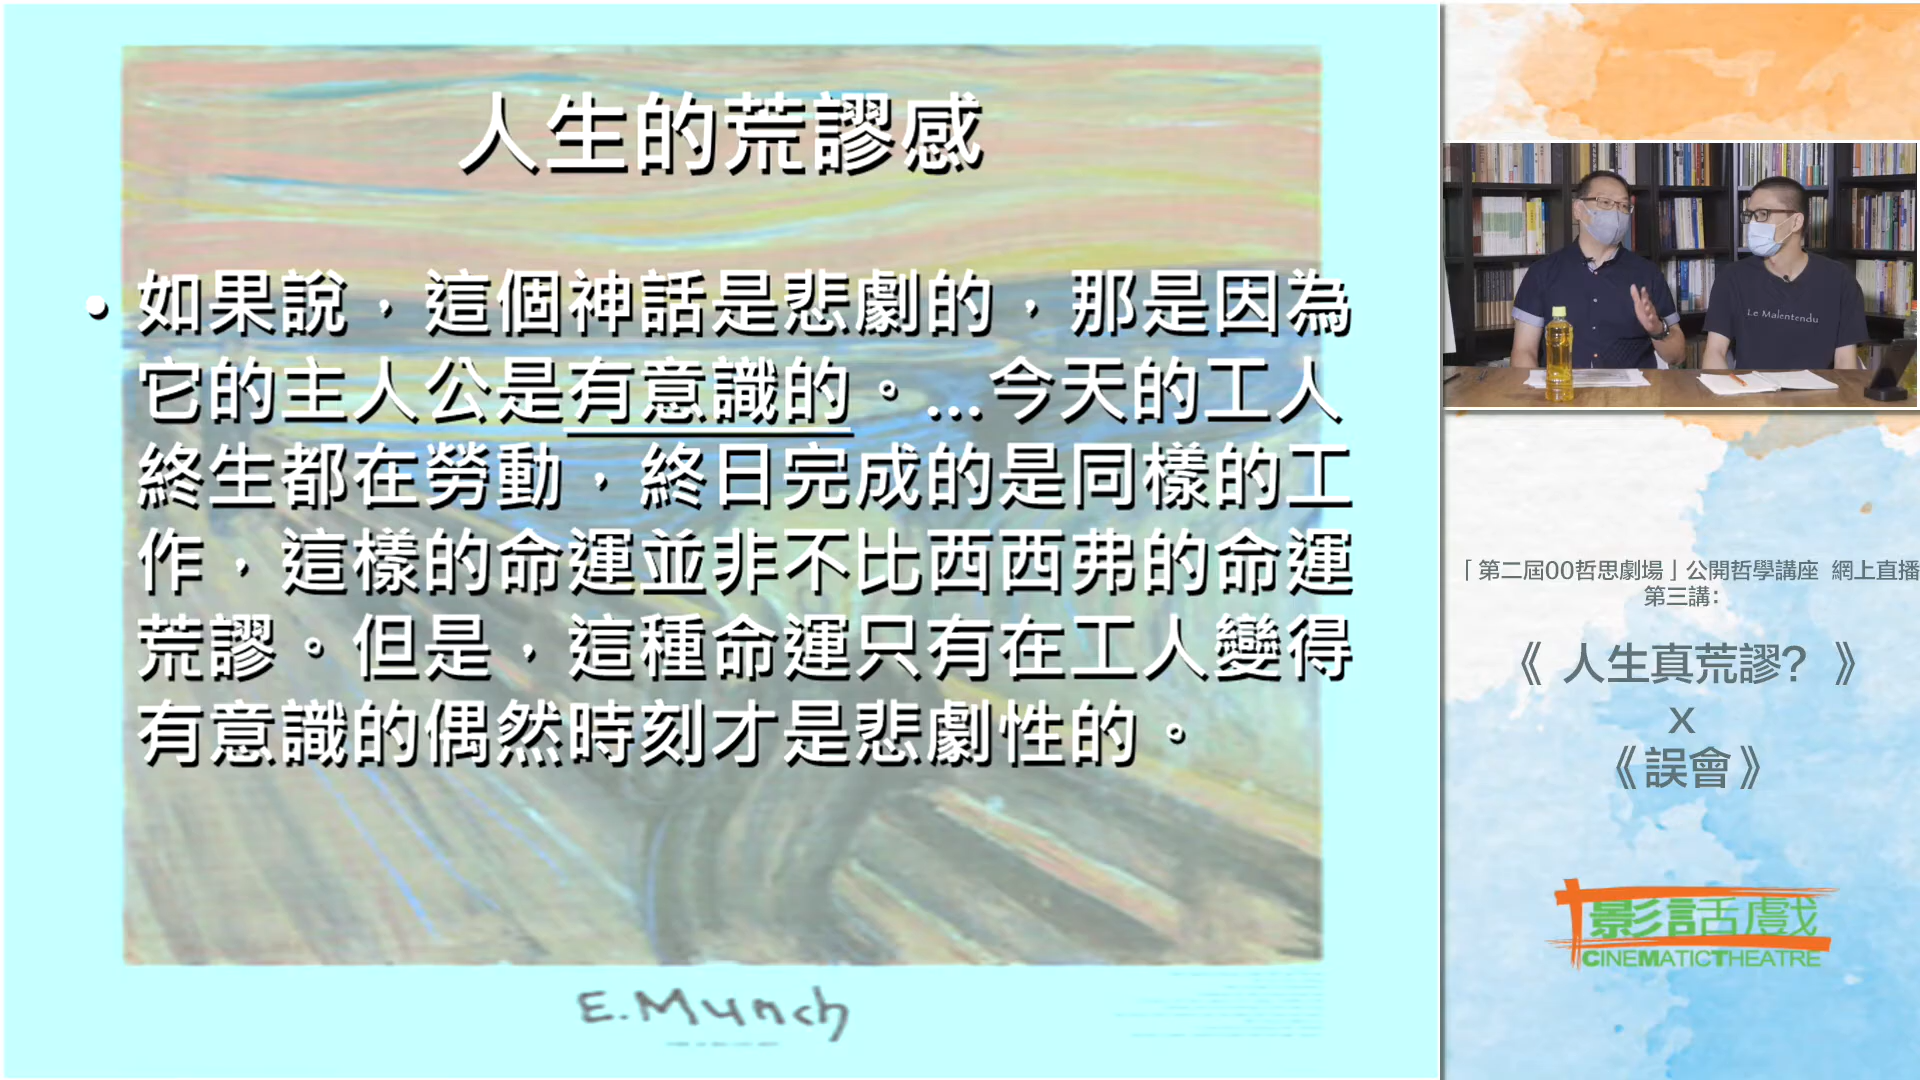 人生的荒謬感
• 如果說，這個神話是悲劇的，那是因為
它的主人公是有意識的。…今天的工人
終生都在勞動，終日完成的是同樣的工
作，這樣的命運並非不比西西弗的命運
荒謬。但是，這種命運只有在工人變得
有意識的偶然時刻才是悲劇性的。
E.Munch
Le Malentendu
「第二屆OO哲思劇場」公開哲學講座 網上直播
第三講：
《 人生真荒謬? 》
x
《誤會》
影話戲
CINEMATICTHEATRE